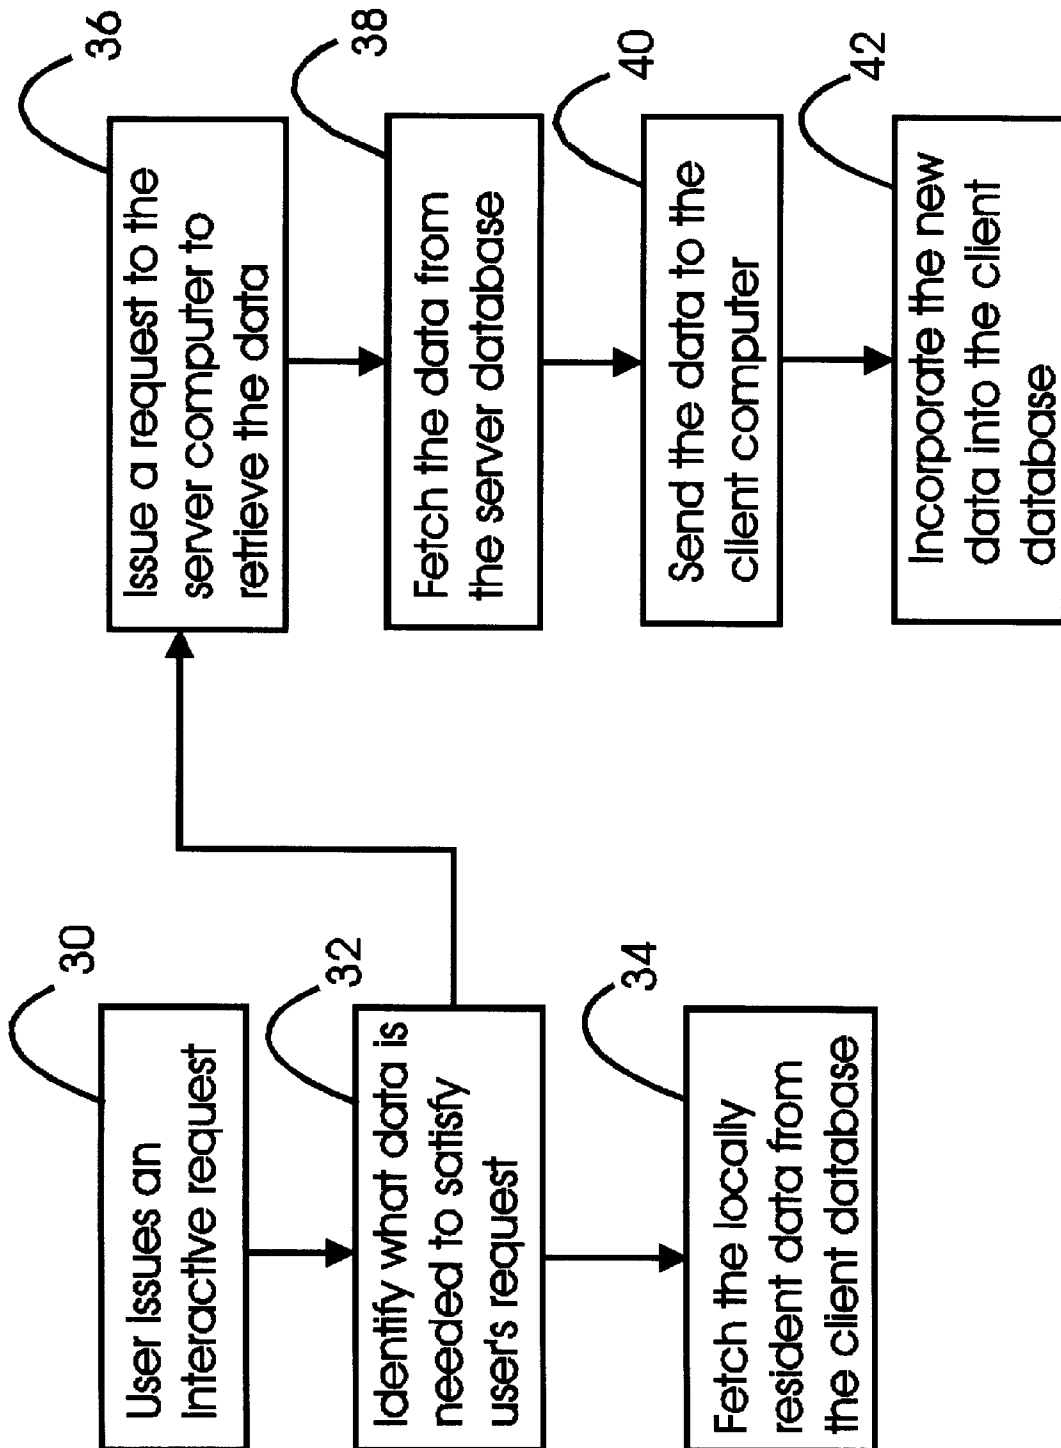 30
User issues an
interactive request
32
Identify what data is
needed to satisfy
user's request
34
Fetch the locally
resident data from
the client database
36
Issue a request to the
server computer to
retrieve the data
38
Fetch the data from
the server database
40
Send the data to the
client computer
42
Incorporate the new
data into the client
database